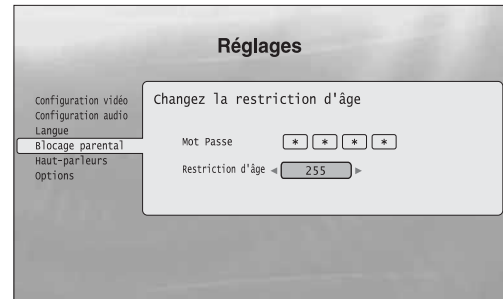 Réglages
Configuration vidéo
Configuration audio
Langue
Blocage parental
Haut-parleurs
Options
Changez la restriction d'âge
Mot Passe * * * *
Restriction d'âge ◀ 255 ▶